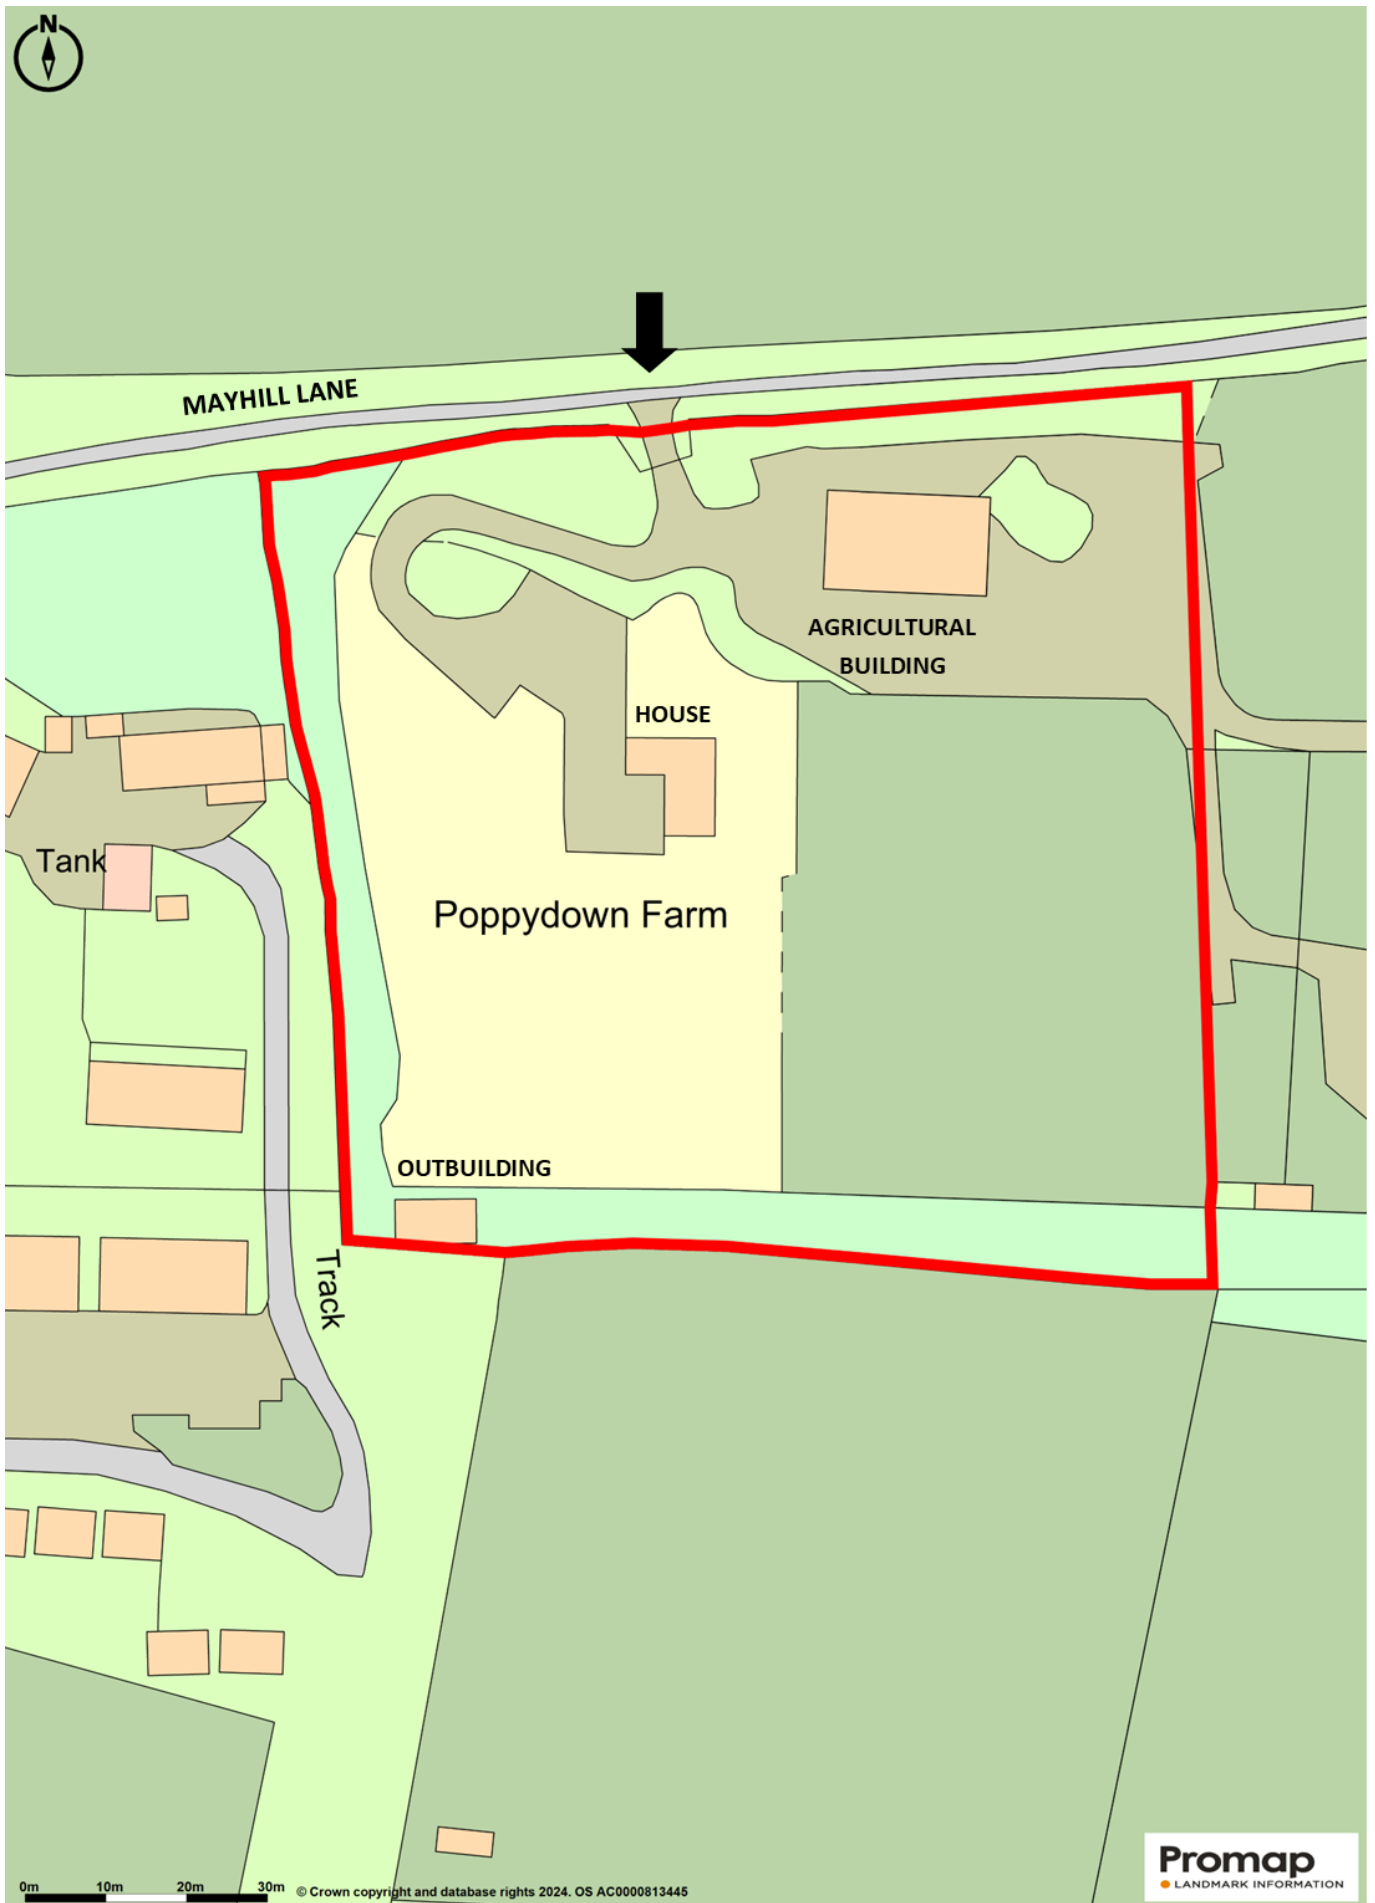 N
MAYHILL LANE
AGRICULTURAL
BUILDING
HOUSE
Tank
Poppydown Farm
OUTBUILDING
Track
0m 10m 20m 30m
© Crown copyright and database rights 2024. OS AC0000813445
Promap
LANDMARK INFORMATION